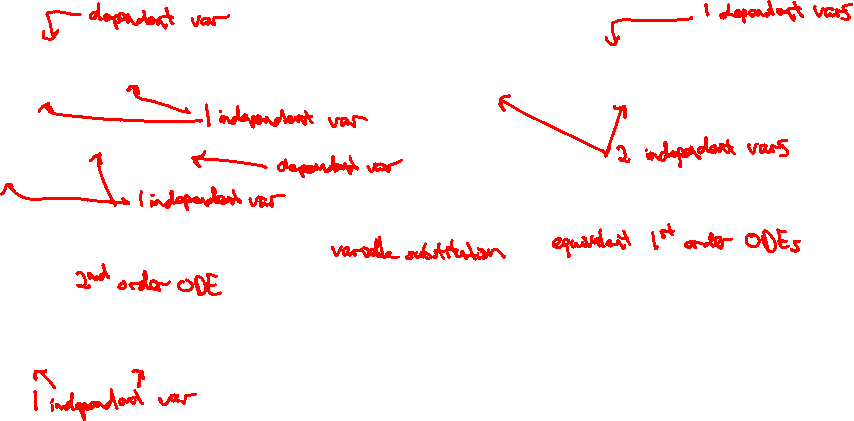 dependent var
1 dependent vars
1 independent var
2 independent vars
dependent var
1 independent var
variable substitution
equivalent 1st order ODEs
2nd order ODE
1 independent var